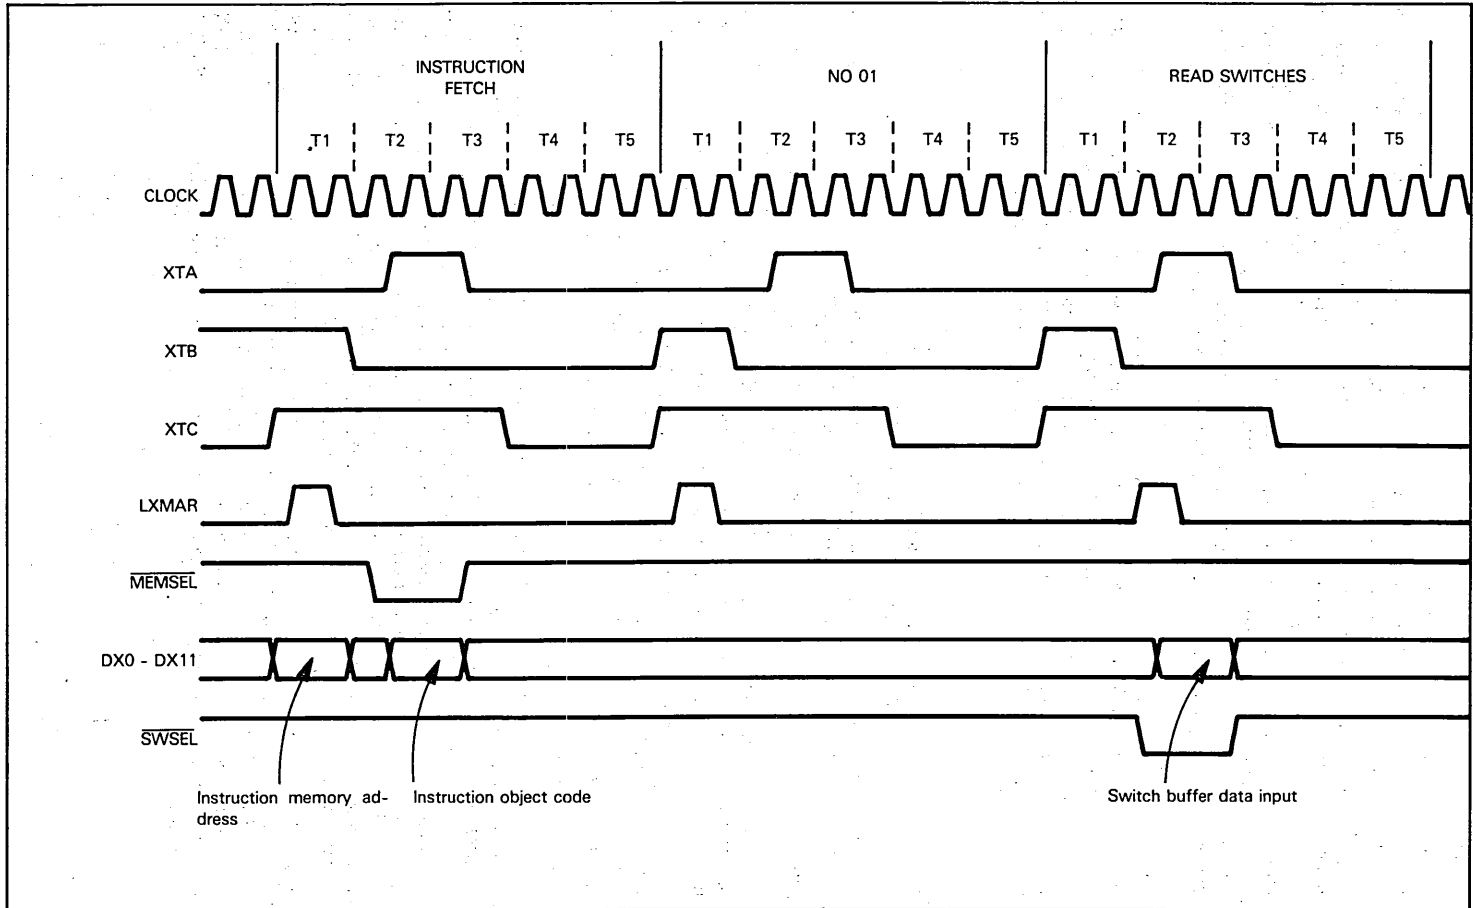 INSTRUCTION
FETCH
NO 01
READ SWITCHES
T1 T2 T3 T4 T5 T1 T2 T3 T4 T5 T1 T2 T3 T4 T5
CLOCK
XTA
XTB
XTC
LXMAR
MEMSEL
DX0 - DX11
SWSEL
Instruction memory ad-
dress
Instruction object code
Switch buffer data input